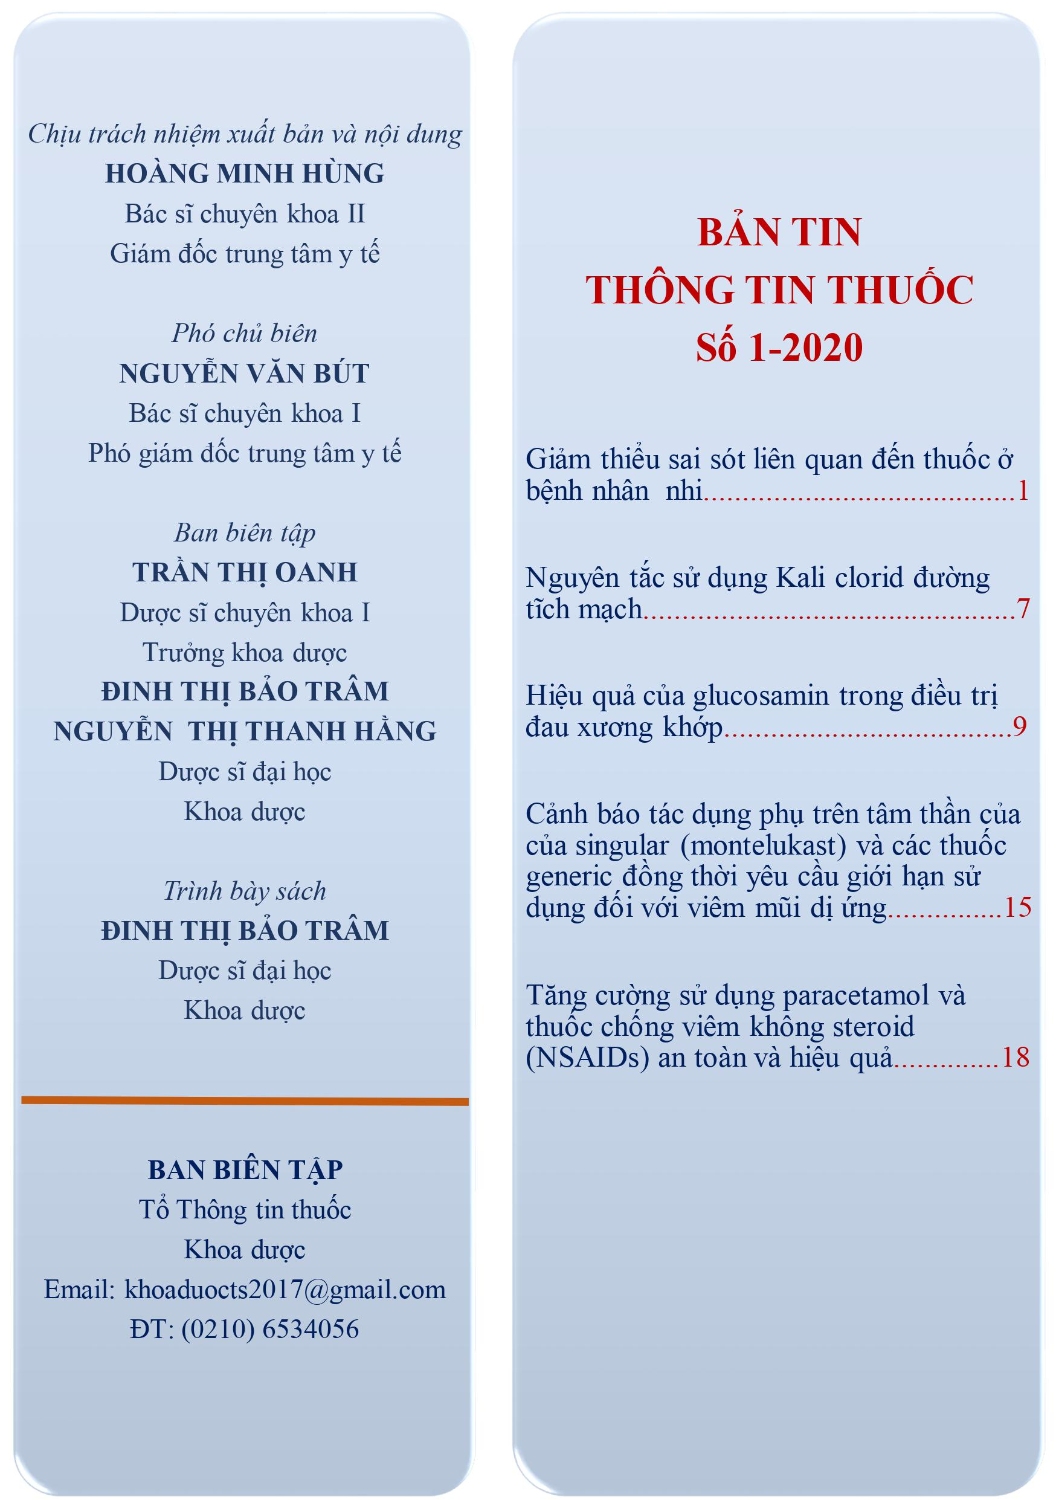 Chịu trách nhiệm xuất bản và nội dung
HOÀNG MINH HÙNG
Bác sĩ chuyên khoa II
Giám đốc trung tâm y tế
Phó chủ biên
NGUYỄN VĂN BÚT
Bác sĩ chuyên khoa I
Phó giám đốc trung tâm y tế
Ban biên tập
TRẦN THỊ OANH
Dược sĩ chuyên khoa I
Trưởng khoa dược
ĐINH THỊ BẢO TRÂM
NGUYỄN THỊ THANH HẰNG
Dược sĩ đại học
Khoa dược
Trình bày sách
ĐINH THỊ BẢO TRÂM
Dược sĩ đại học
Khoa dược
BAN BIÊN TẬP
Tổ Thông tin thuốc
Khoa dược
Email: khoaduocts2017@gmail.com
ĐT: (0210) 6534056
BẢN TIN
THÔNG TIN THUỐC
Số 1-2020
Giảm thiểu sai sót liên quan đến thuốc ở
bệnh nhân nhi........................................1
Nguyên tắc sử dụng Kali clorid đường
tĩch mạch................................................7
Hiệu quả của glucosamin trong điều trị
đau xương khớp.....................................9
Cảnh báo tác dụng phụ trên tâm thần của
của singular (montelukast) và các thuốc
generic đồng thời yêu cầu giới hạn sử
dụng đối với viêm mũi dị ứng...............15
Tăng cường sử dụng paracetamol và
thuốc chống viêm không steroid
(NSAIDs) an toàn và hiệu quả..............18